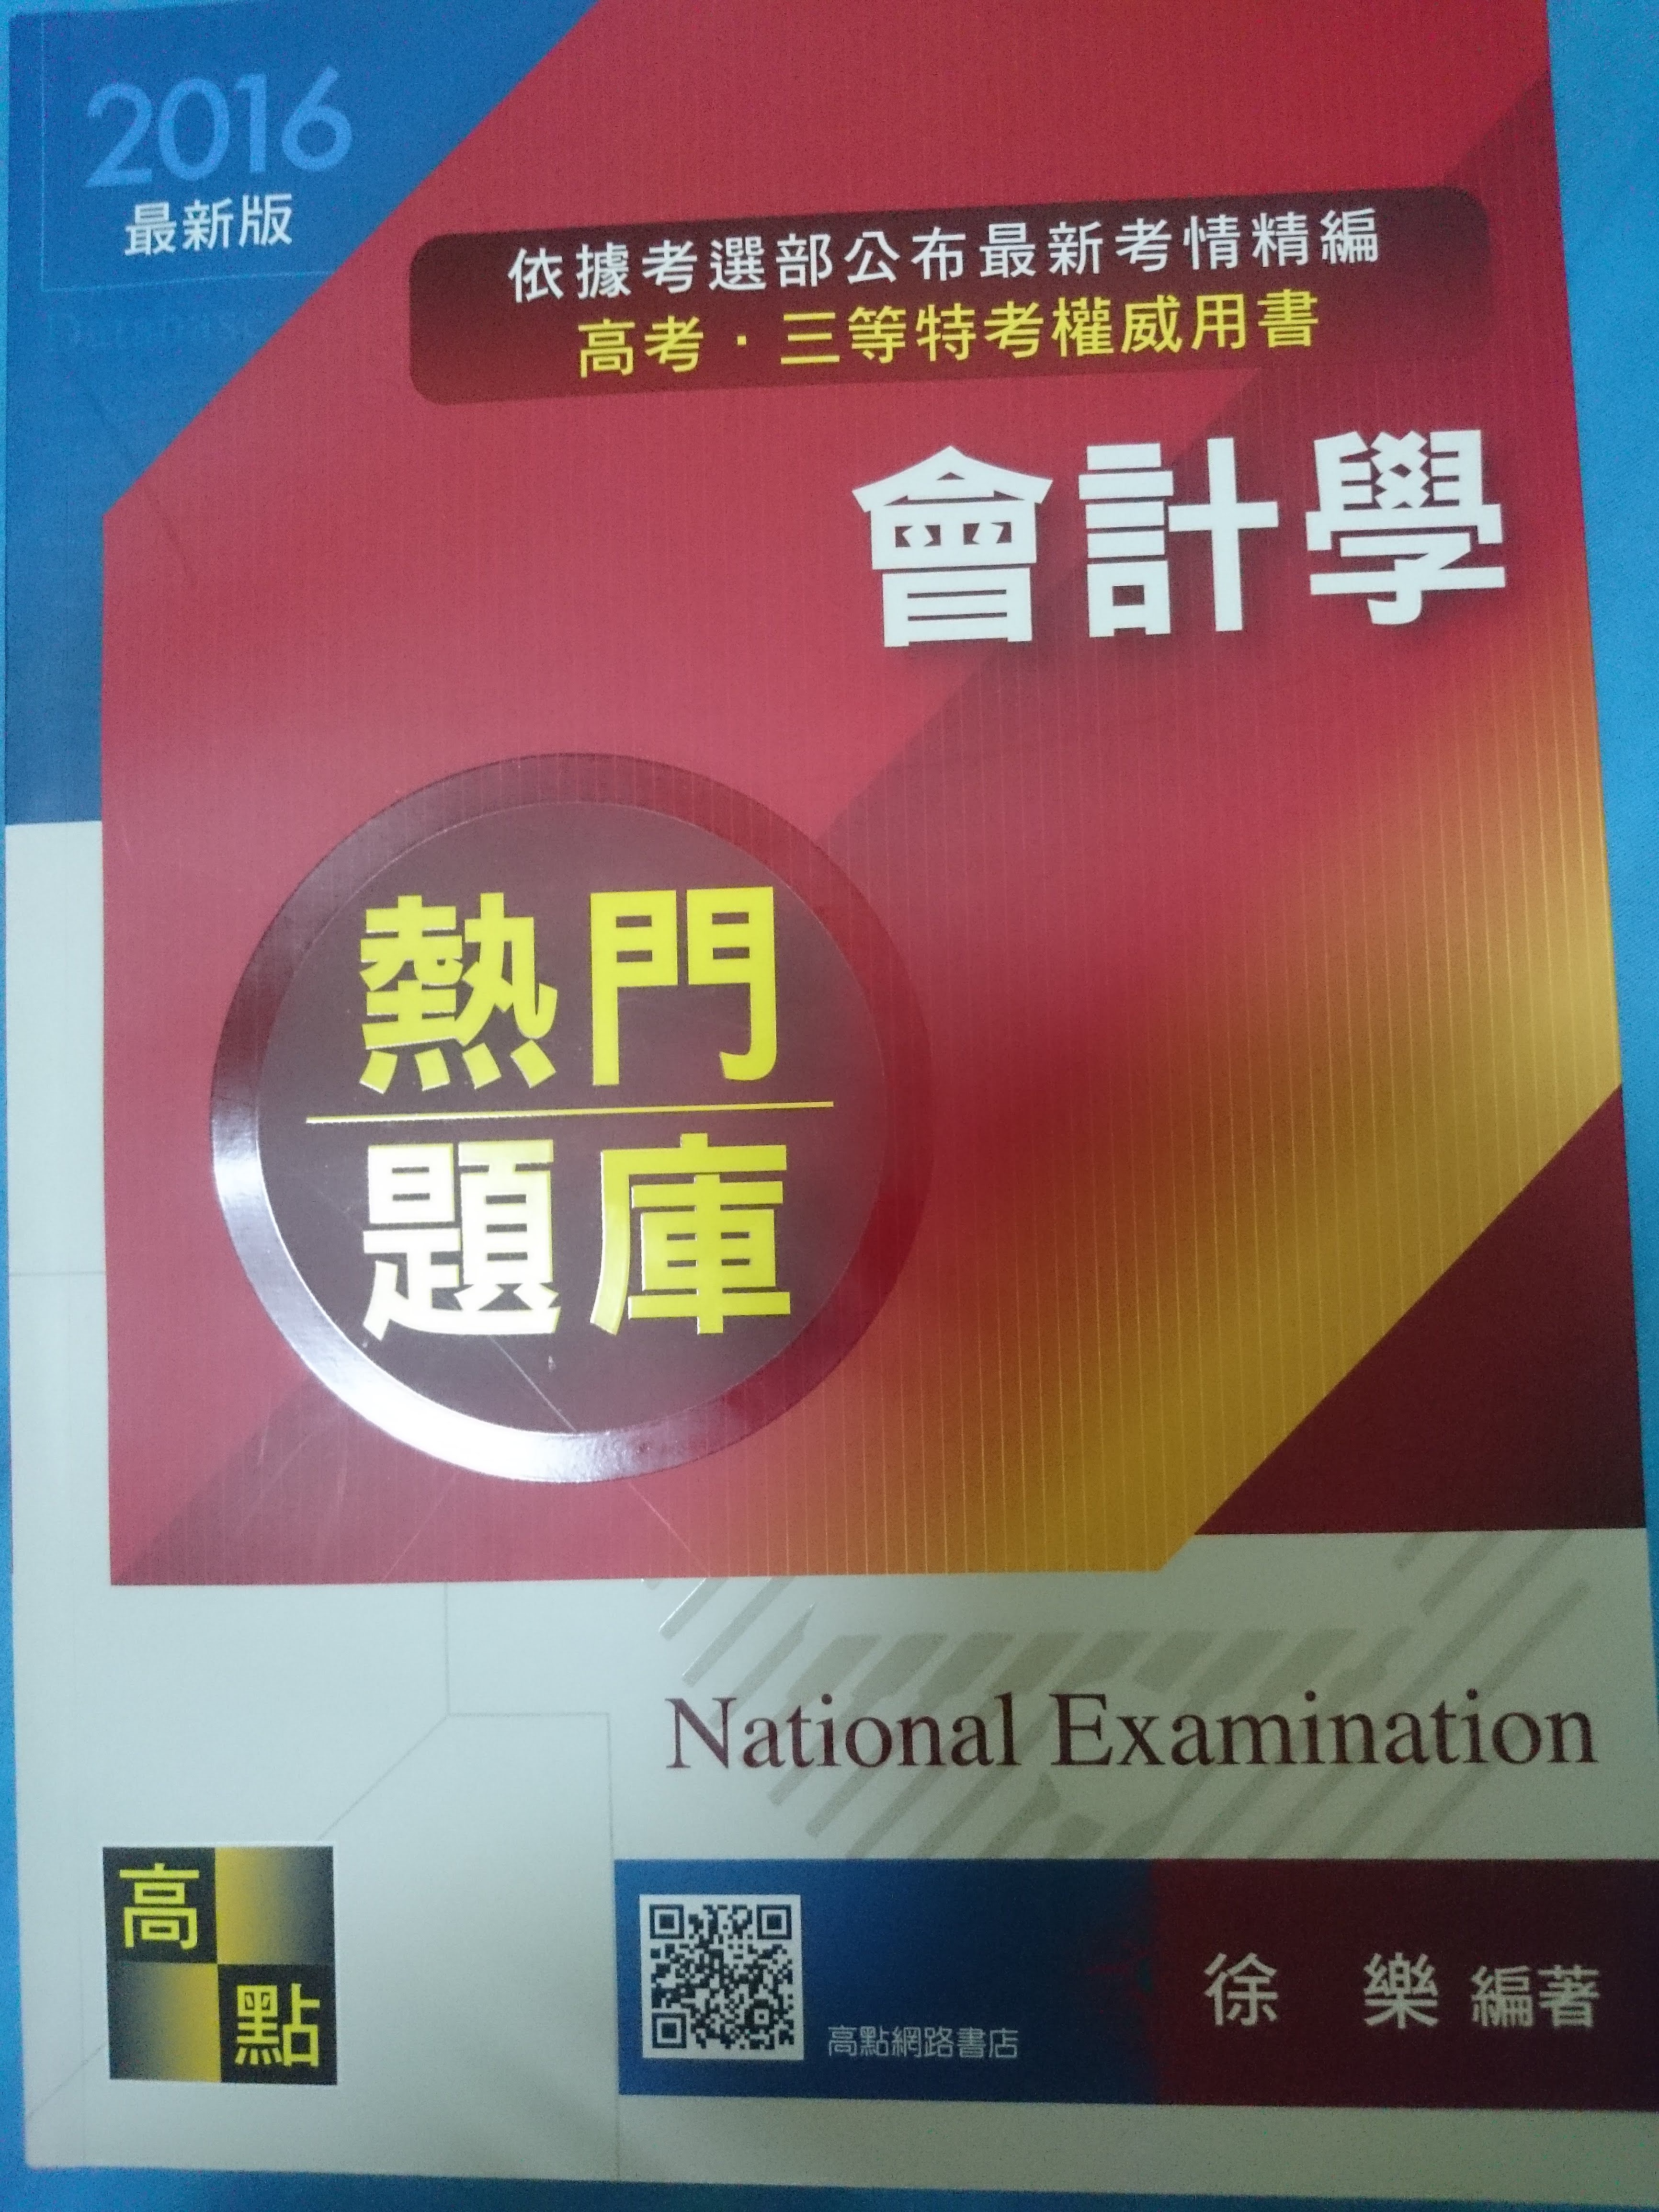 2016
最新版
依據考選部公布最新考情精編
高考・三等特考權威用書
會計學
熱門
題庫
National Examination
高
點
高點網路書店
徐 樂 編著